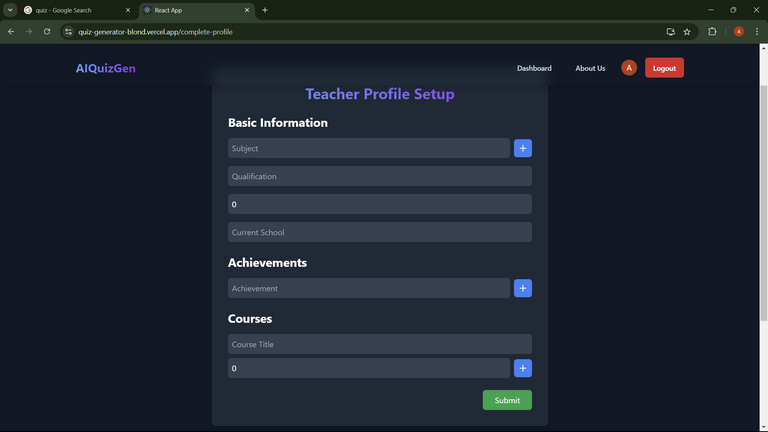 quiz - Google Search
React App
quiz-generator-blond.vercel.app/complete-profile
A
AIQuizGen
Dashboard
About Us
A
Logout
Teacher Profile Setup
Basic Information
Subject
+
Qualification
0
Current School
Achievements
Achievement
+
Courses
Course Title
0
+
Submit